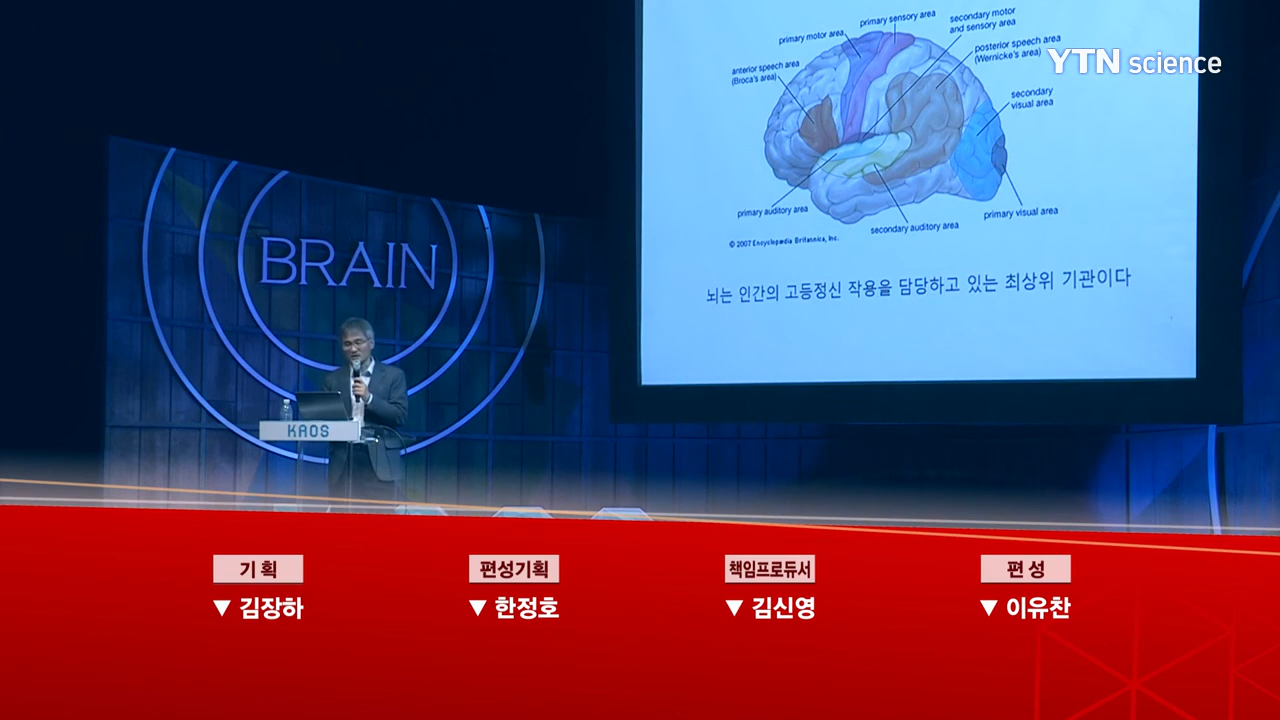 primary sensory area
secondary motor
and sensory area
primary motor area
posterior speech area
(Wernicke's area)
YTN science
anterior speech area
(Broca's area)
secondary
visual area
primary auditory area
primary visual area
secondary auditory area
© 2007 Encyclopædia Britannica, Inc.
뇌는 인간의 고등정신 작용을 담당하고 있는 최상위 기관이다
BRAIN
KAOS
기 획
▼ 김장하
편성기획
▼ 한정호
책임프로듀서
▼ 김신영
편 성
▼ 이유찬